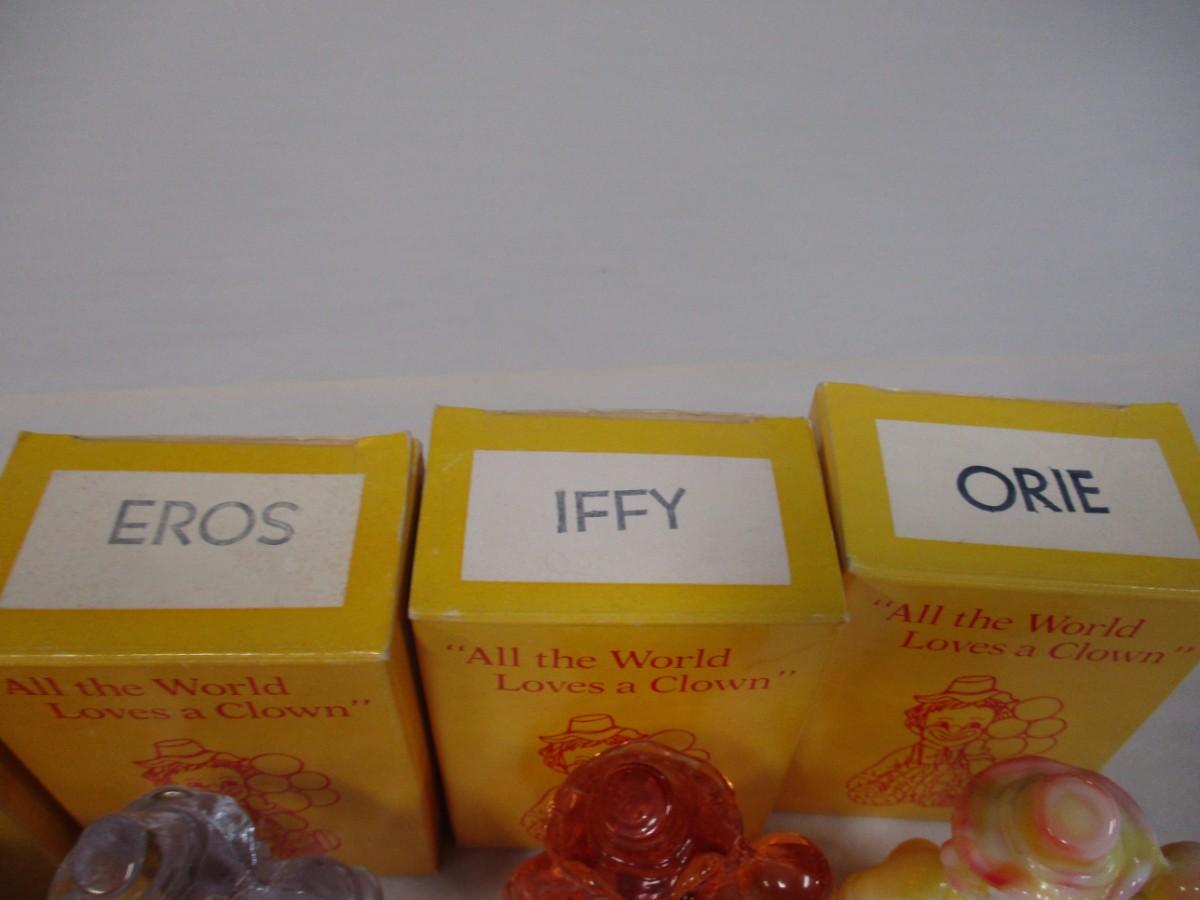 EROS
IFFY
ORIE
All the World
Loves a Clown”
“All the World
Loves a Clown”
“All the World
Loves a Clown”